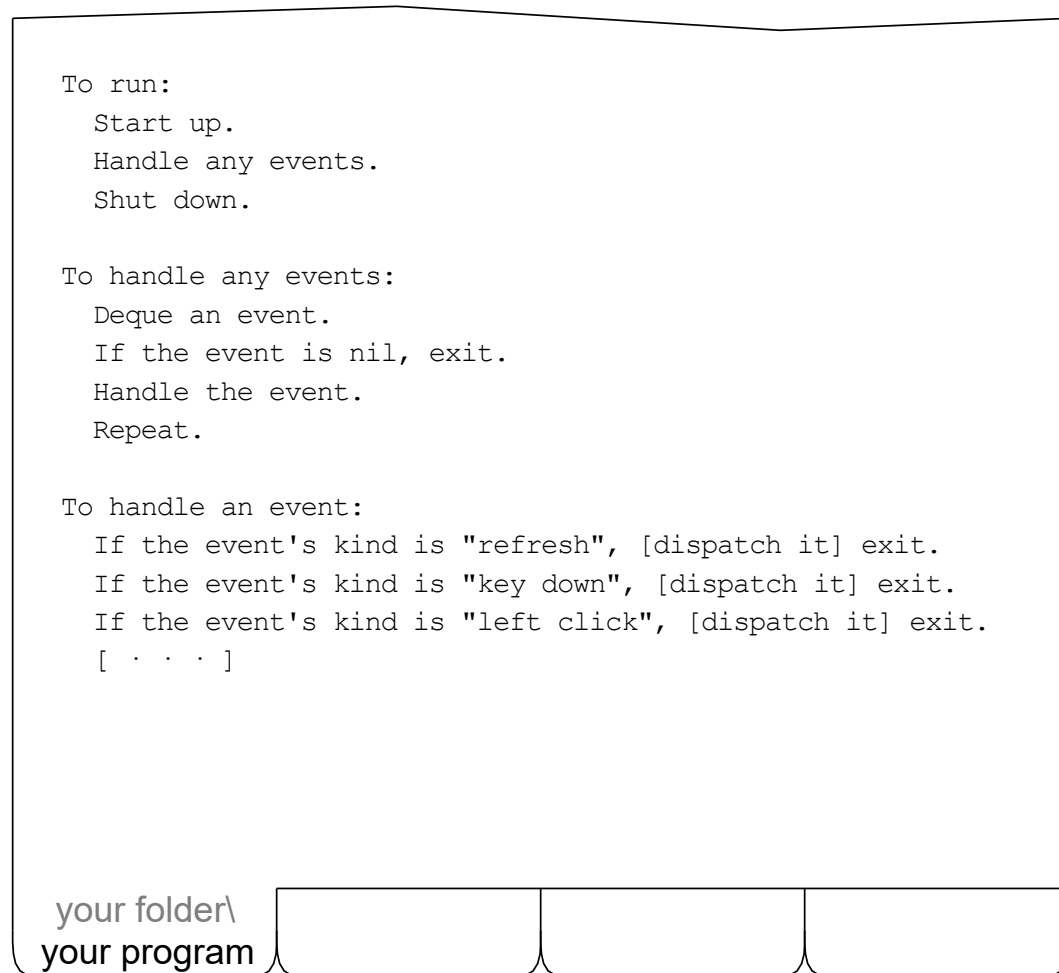 To run:
Start up.
Handle any events.
Shut down.
To handle any events:
Deque an event.
If the event is nil, exit.
Handle the event.
Repeat.
To handle an event:
If the event's kind is "refresh", [dispatch it] exit.
If the event's kind is "key down", [dispatch it] exit.
If the event's kind is "left click", [dispatch it] exit.
[ · · · ]
your folder\
your program